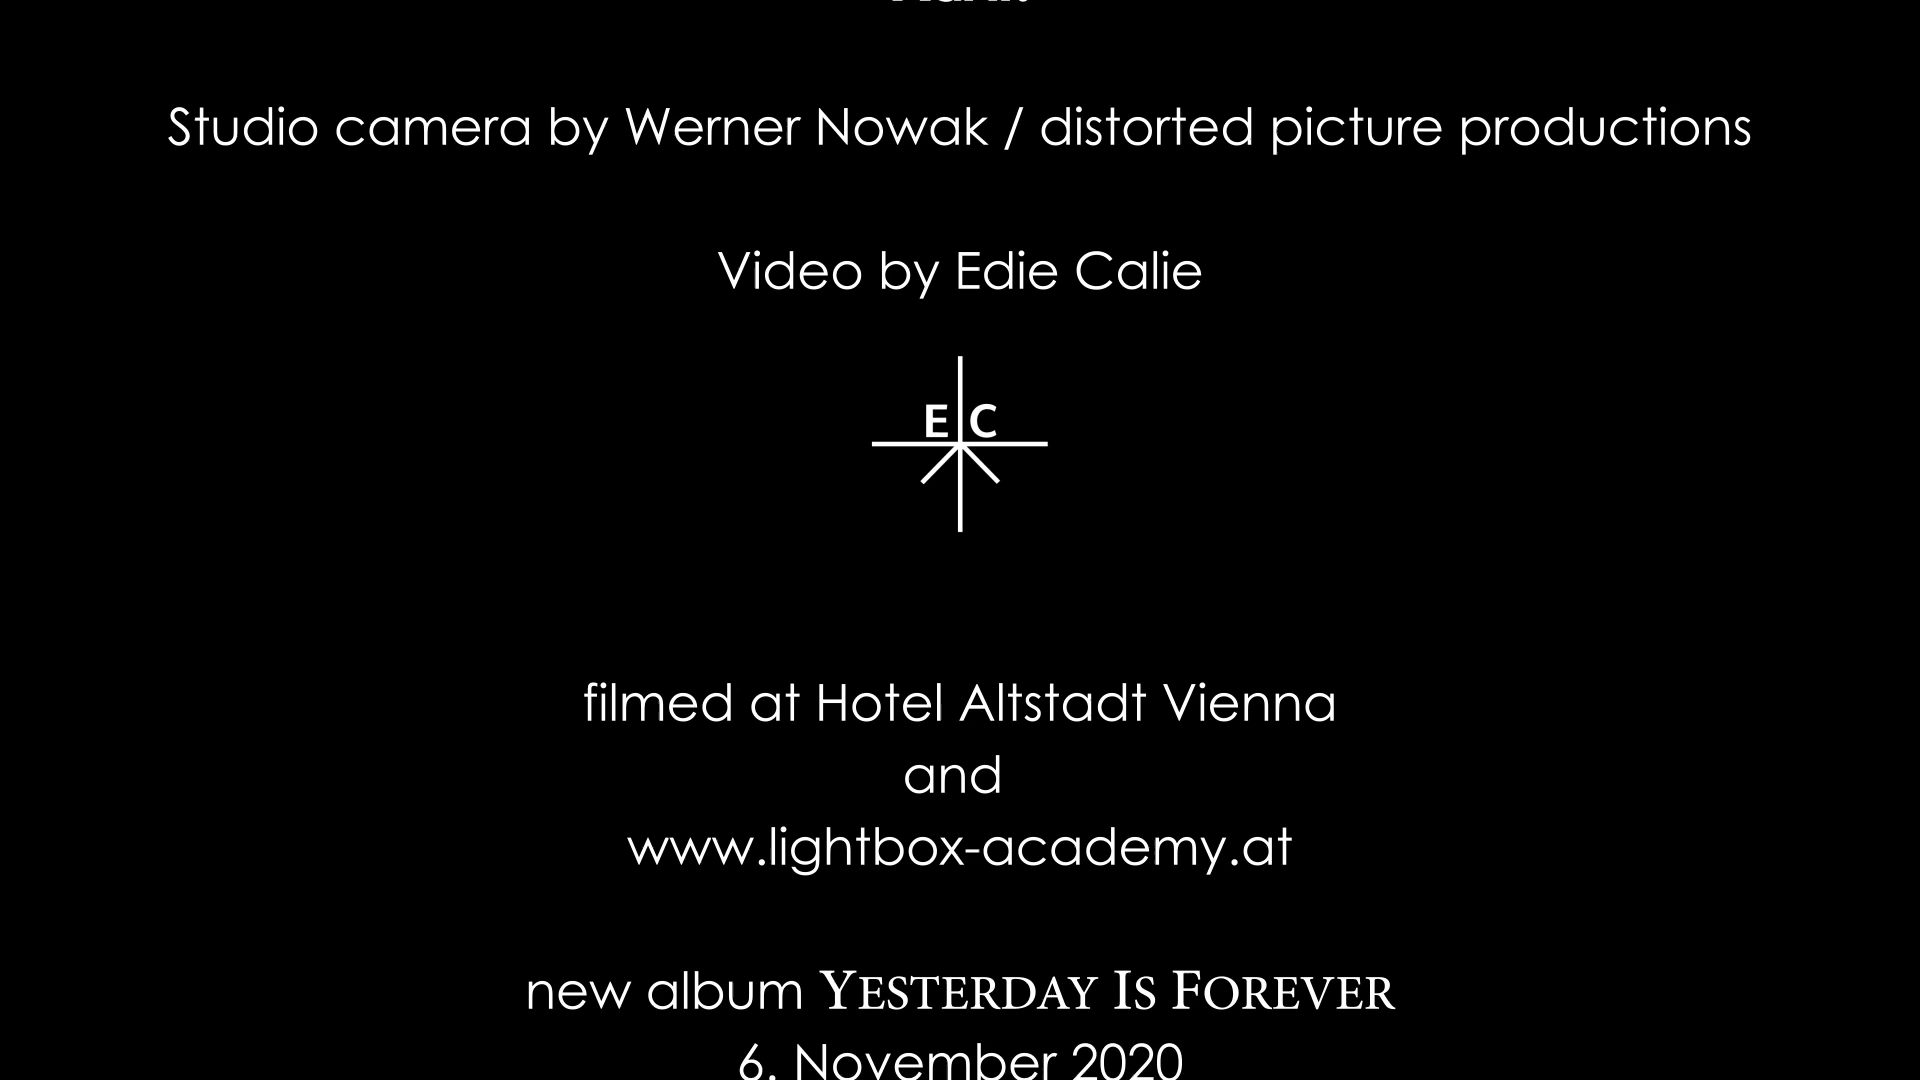 Studio camera by Werner Nowak / distorted picture productions
Video by Edie Calie
E C
filmed at Hotel Altstadt Vienna
and
www.lightbox-academy.at
new album YESTERDAY IS FOREVER
6. November 2020